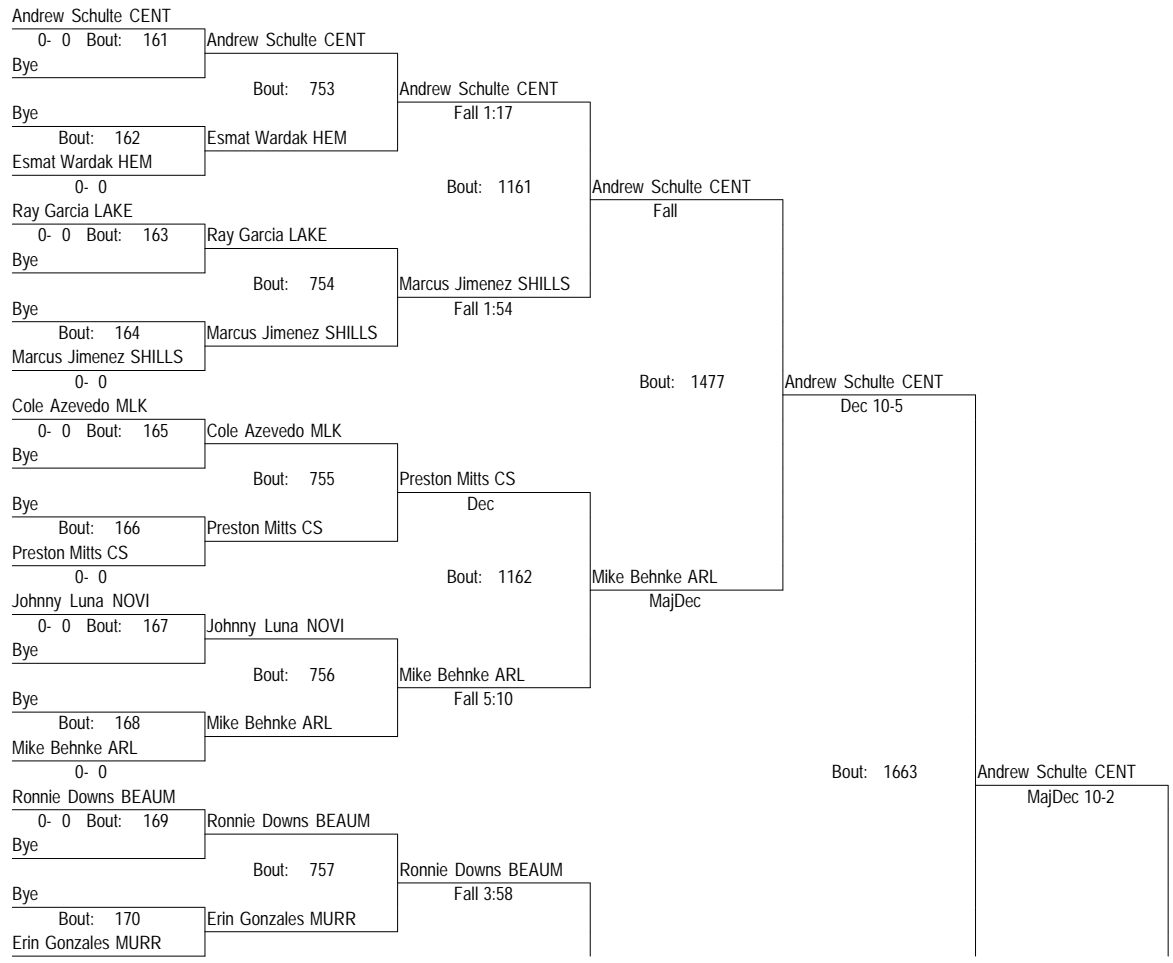 Andrew Schulte CENT
0- 0 Bout: 161 Andrew Schulte CENT
Bye
Bout: 753 Andrew Schulte CENT
Bye Fall 1:17
Bout: 162 Esmat Wardak HEM
Esmat Wardak HEM
0- 0 Bout: 1161 Andrew Schulte CENT
Ray Garcia LAKE Fall
0- 0 Bout: 163 Ray Garcia LAKE
Bye
Bout: 754 Marcus Jimenez SHILLS
Bye Fall 1:54
Bout: 164 Marcus Jimenez SHILLS
Marcus Jimenez SHILLS
0- 0 Bout: 1477 Andrew Schulte CENT
Cole Azevedo MLK Dec 10-5
0- 0 Bout: 165 Cole Azevedo MLK
Bye
Bout: 755 Preston Mitts CS
Bye Dec
Bout: 166 Preston Mitts CS
Preston Mitts CS
0- 0 Bout: 1162 Mike Behnke ARL
Johnny Luna NOVI MajDec
0- 0 Bout: 167 Johnny Luna NOVI
Bye
Bout: 756 Mike Behnke ARL
Bye Fall 5:10
Bout: 168 Mike Behnke ARL
Mike Behnke ARL
0- 0 Bout: 1663 Andrew Schulte CENT
Ronnie Downs BEAUM MajDec 10-2
0- 0 Bout: 169 Ronnie Downs BEAUM
Bye
Bout: 757 Ronnie Downs BEAUM
Bye Fall 3:58
Bout: 170 Erin Gonzales MURR
Erin Gonzales MURR